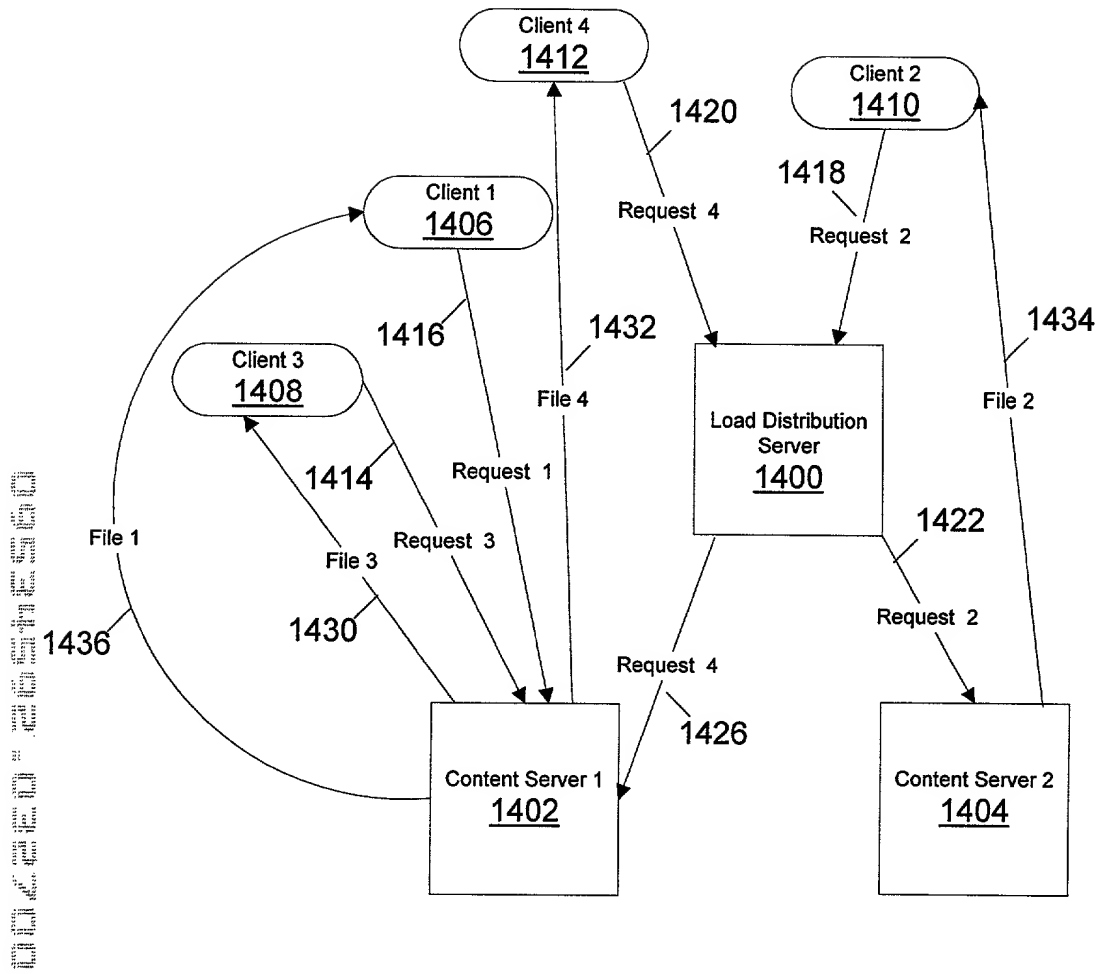 Client 4
1412
Client 2
1410
1420
1418
Client 1
1406
Request 4
Request 2
1416
1432
1434
Client 3
1408
File 4
File 2
Load Distribution
Server
1400
1414
Request 1
1422
File 1
Request 3
File 3
1436
1430
Request 2
Request 4
1426
Content Server 1
1402
Content Server 2
1404